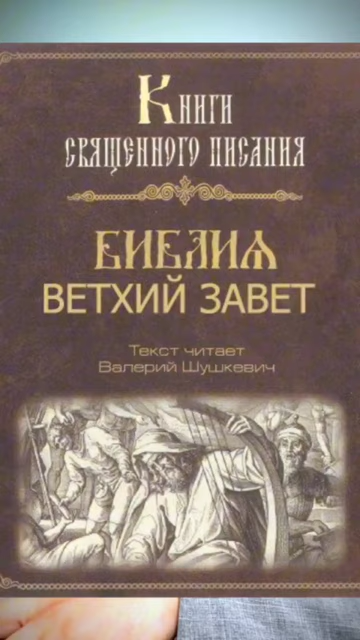 Книги
священного писания
БИБЛИЯ
ВЕТХИЙ ЗАВЕТ
Текст читает
Валерий Шушкевич